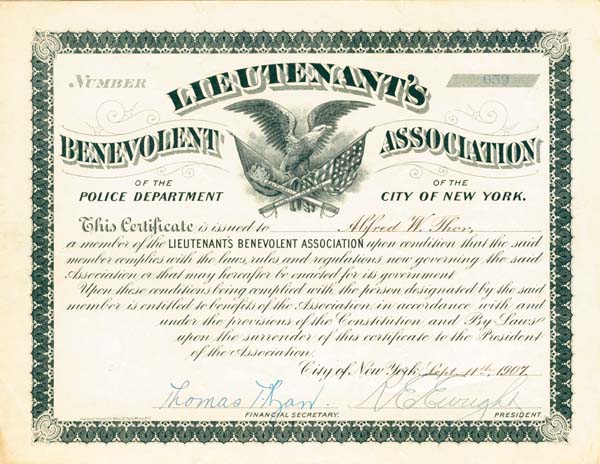 NUMBER
659
LIEUTENANT'S
BENEVOLENT ASSOCIATION
OF THE
POLICE DEPARTMENT
OF THE
CITY OF NEW YORK.
This Certificate is issued to Alfred W. Thor,
a member of the LIEUTENANT'S BENEVOLENT ASSOCIATION upon condition that the said
member complies with the laws, rules and regulations now governing the said
Association or that may hereafter be enacted for its government.
Upon these conditions being complied with the person designated by the said
member is entitled to benefits of the Association, in accordance with and
under the provisions of the Constitution and By-Laws
upon the surrender of this certificate to the President
of the Association.
City of New York, Sept. 11th 1907
Thomas
FINANCIAL SECRETARY.
PRESIDENT.